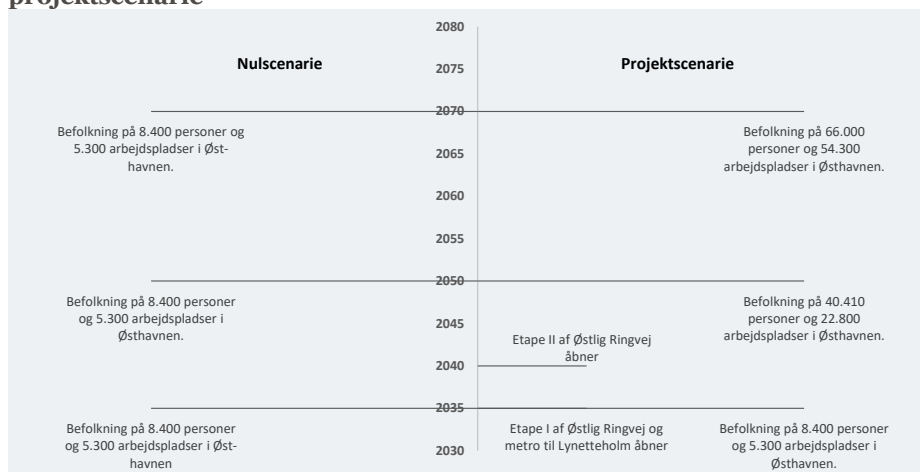 projektscenarie
2080
Nulscenarie
2075
Projektscenarie
2070
Befolkning på 8.400 personer og
5.300 arbejdspladser i Øst-
havnen.
2065
Befolkning på 66.000
personer og 54.300
arbejdspladser i Østhavnen.
2060
2055
2050
Befolkning på 8.400 personer
og 5.300 arbejdspladser i
Østhavnen.
2045
Befolkning på 40.410
personer og 22.800
arbejdspladser i Østhavnen.
Etape II af Østlig Ringvej
åbner
2040
2035
Befolkning på 8.400 personer
og 5.300 arbejdspladser i Øst-
havnen
2030
Etape I af Østlig Ringvej og
metro til Lynetteholm åbner
Befolkning på 8.400 personer
og 5.300 arbejdspladser i
Østhavnen.